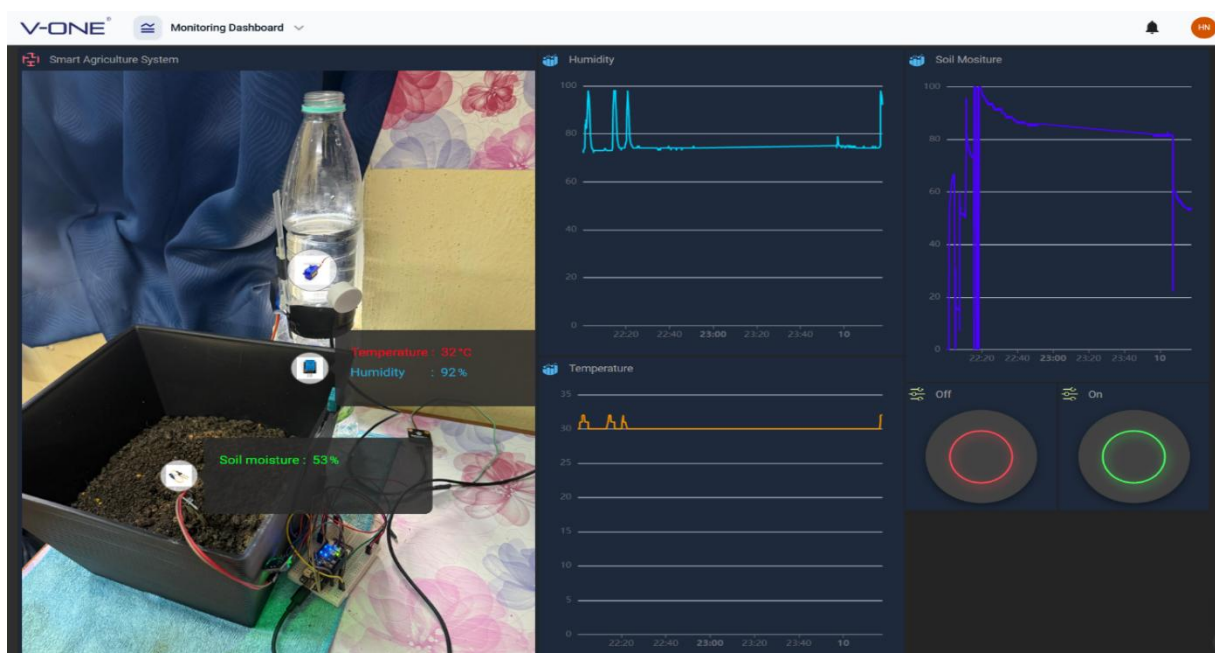 V-ONE®
Monitoring Dashboard
HN
Smart Agriculture System
Temperature : 32°C
Humidity : 92%
Soil moisture : 53%
Humidity
100
80
60
40
20
0
22:20 22:40 23:00 23:20 23:40 10
Temperature
35
30
25
20
15
10
5
0
22:20 22:40 23:00 23:20 23:40 10
Soil Mositure
100
80
60
40
20
0
22:20 22:40 23:00 23:20 23:40 10
Off
On